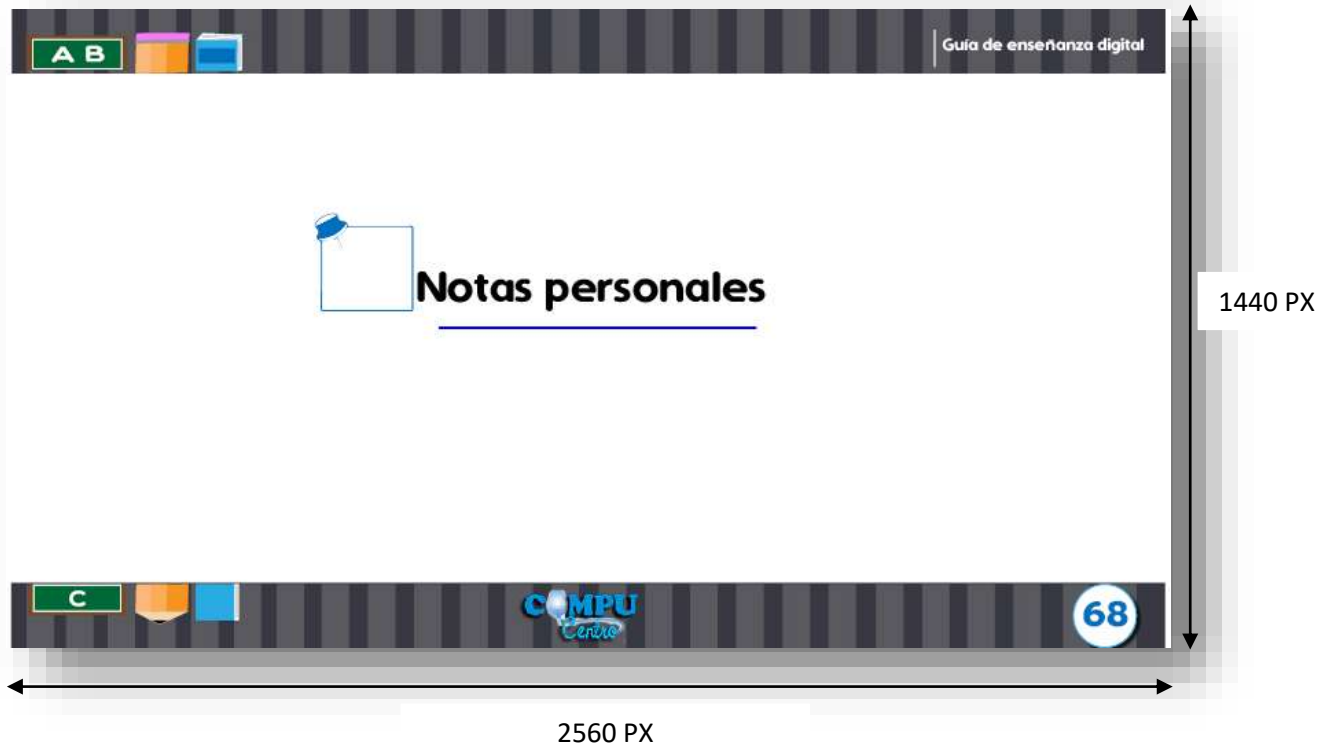 A B
Guía de enseñanza digital
Notas personales
1440 PX
C
COMPU
Centro
68
2560 PX